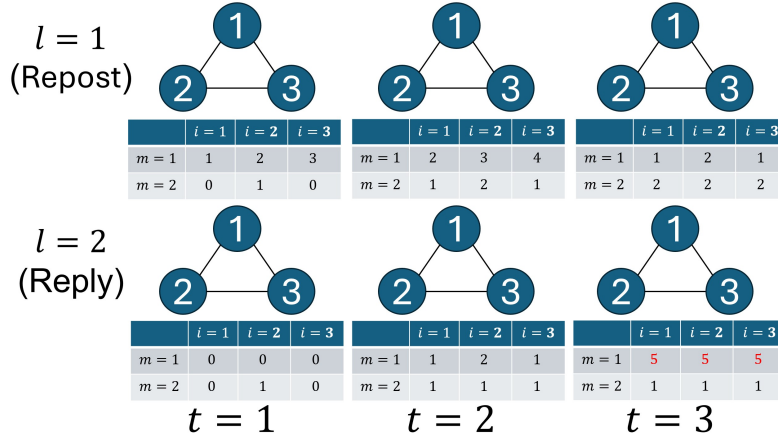 l = 1
(Repost)
1
2 3
1
2 3
1
2 3
i = 1 i = 2 i = 3
m = 1 1 2 3
m = 2 0 1 0
i = 1 i = 2 i = 3
m = 1 2 3 4
m = 2 1 2 1
i = 1 i = 2 i = 3
m = 1 1 2 1
m = 2 2 2 2
l = 2
(Reply)
1
2 3
1
2 3
1
2 3
i = 1 i = 2 i = 3
m = 1 0 0 0
m = 2 0 1 0
i = 1 i = 2 i = 3
m = 1 1 2 1
m = 2 1 1 1
i = 1 i = 2 i = 3
m = 1 5 5 5
m = 2 1 1 1
t = 1
t = 2
t = 3